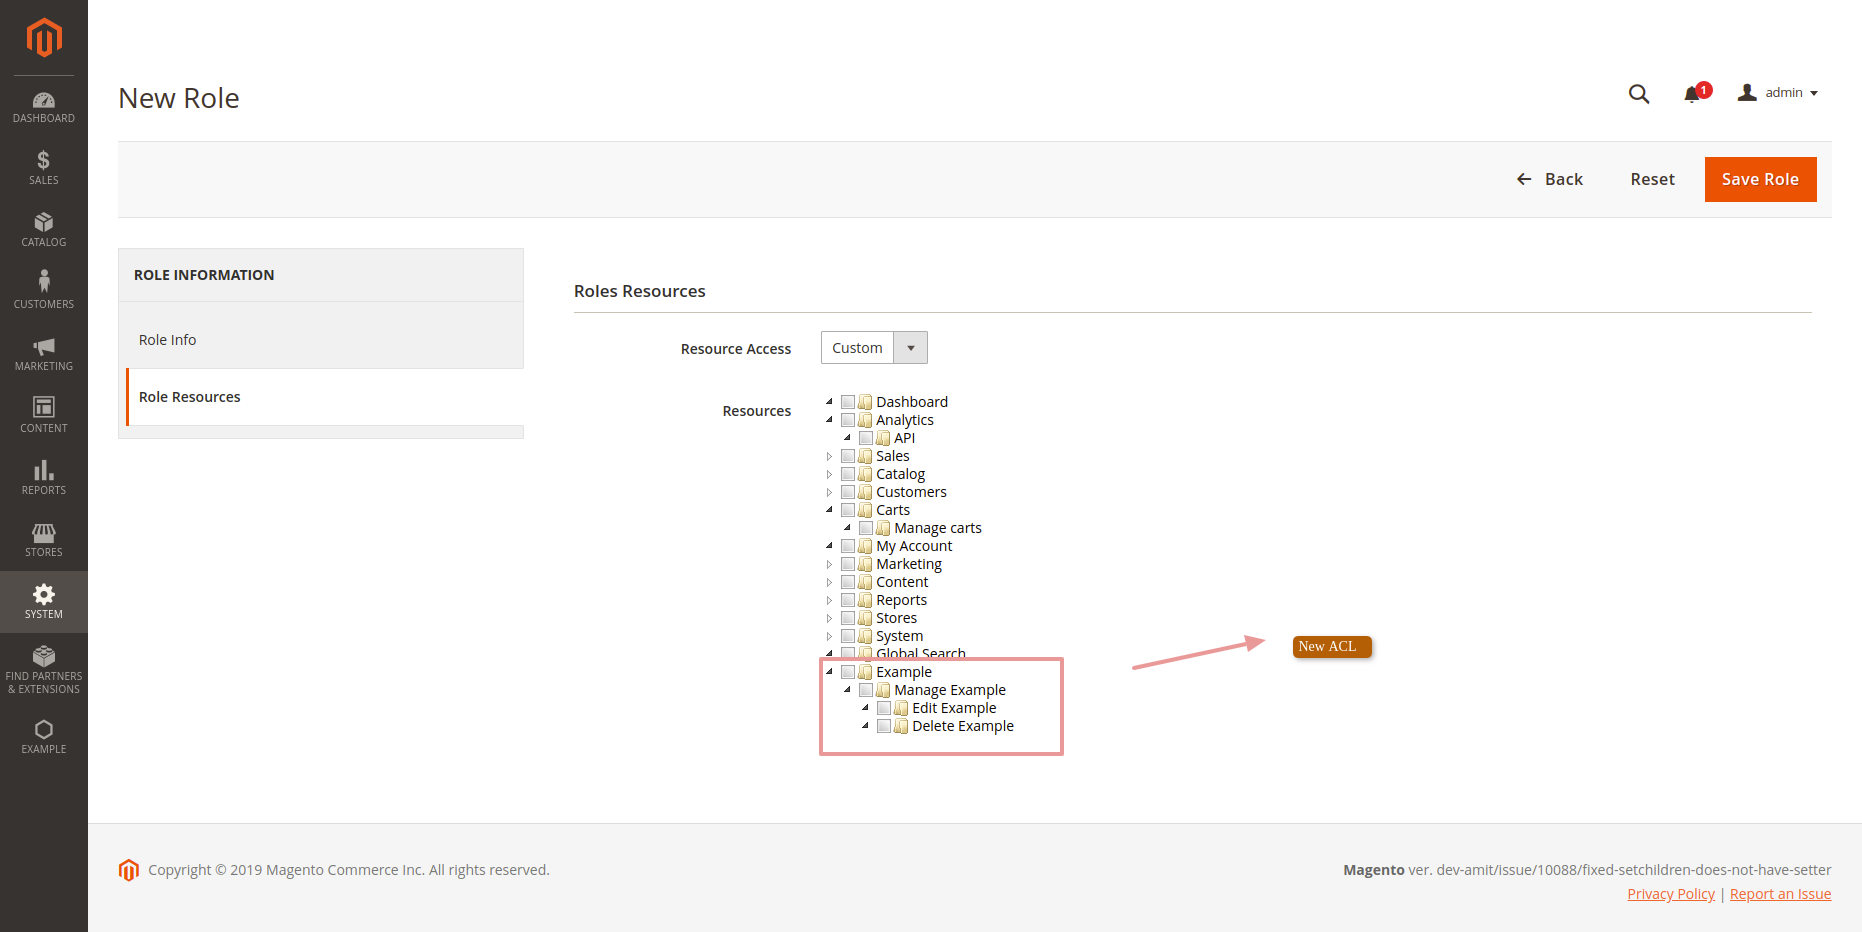 DASHBOARD
SALES
CATALOG
CUSTOMERS
MARKETING
CONTENT
REPORTS
STORES
SYSTEM
FIND PARTNERS
& EXTENSIONS
EXAMPLE
New Role
1
admin
Back
Reset
Save Role
ROLE INFORMATION
Role Info
Role Resources
Roles Resources
Resource Access
Custom
Resources
Dashboard
Analytics
API
Sales
Catalog
Customers
Carts
Manage carts
My Account
Marketing
Content
Reports
Stores
System
Global Search
Example
Manage Example
Edit Example
Delete Example
New ACL
Copyright © 2019 Magento Commerce Inc. All rights reserved.
Magento ver. dev-amit/issue/10088/fixed-setchildren-does-not-have-setter
Privacy Policy | Report an Issue